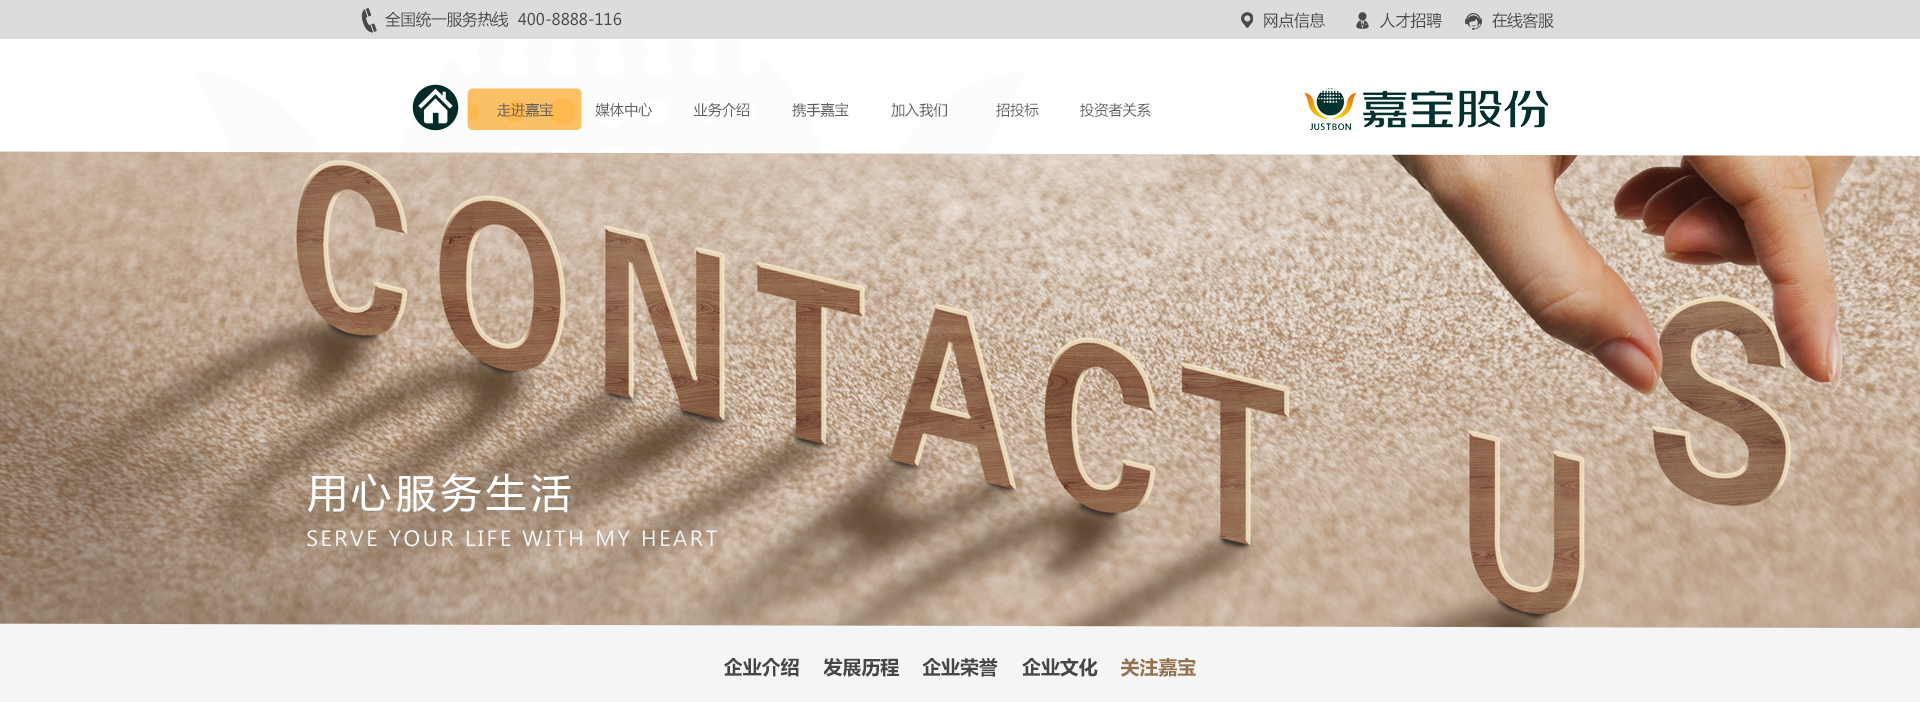 全国统一服务热线 400-8888-116
网点信息 人才招聘 在线客服
走进嘉宝 媒体中心 业务介绍 携手嘉宝 加入我们 招投标 投资者关系
JUSTBON 嘉宝股份
CONTACT US
用心服务生活
SERVE YOUR LIFE WITH MY HEART
企业介绍 发展历程 企业荣誉 企业文化 关注嘉宝